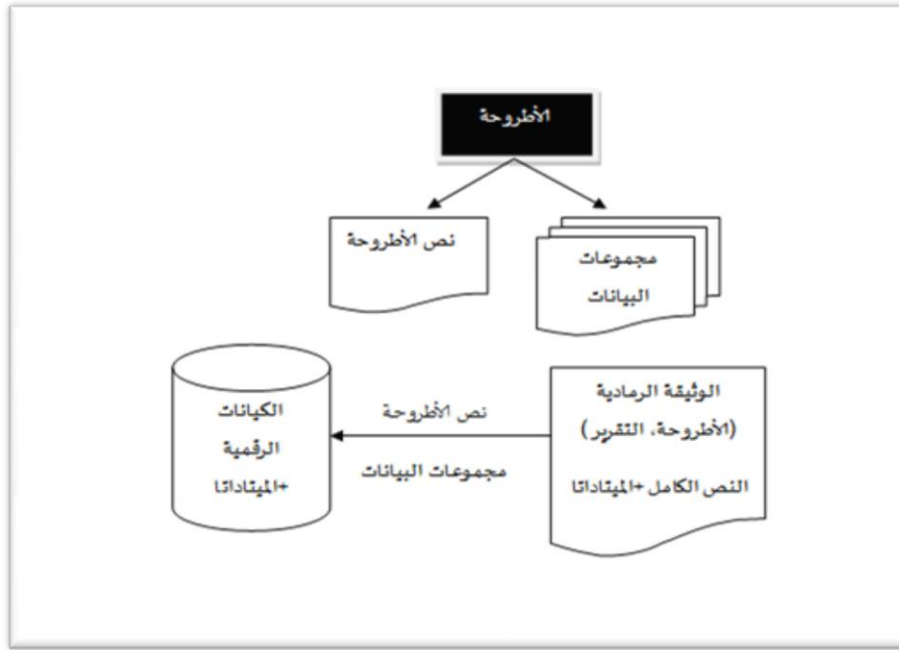 الأطروحة
نص الأطروحة
مجموعات
البيانات
الوثيقة الرمادية
(الأطروحة، التقرير)
النص الكامل +الميتاداتا
نص الأطروحة
مجموعات البيانات
الكيانات
الرقمية
+الميتاداتا